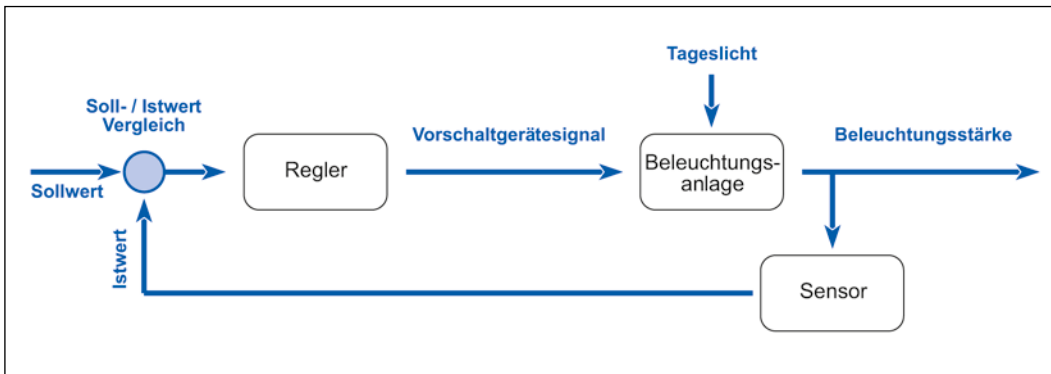 Tageslicht
Soll- / Istwert
Vergleich
Vorschaltgerätesignal
Beleuchtungsstärke
Regler
Beleuchtungs-
anlage
Sollwert
Istwert
Sensor